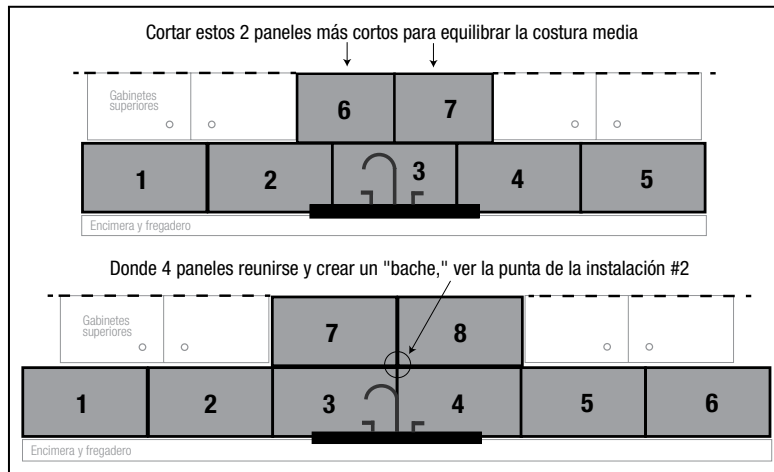 Cortar estos 2 paneles más cortos para equilibrar la costura media
Gabinetes
superiores
6
7
1
2
3
4
5
Encimera y fregadero
Donde 4 paneles reunirse y crear un "bache," ver la punta de la instalación #2
Gabinetes
superiores
7
8
1
2
3
4
5
6
Encimera y fregadero